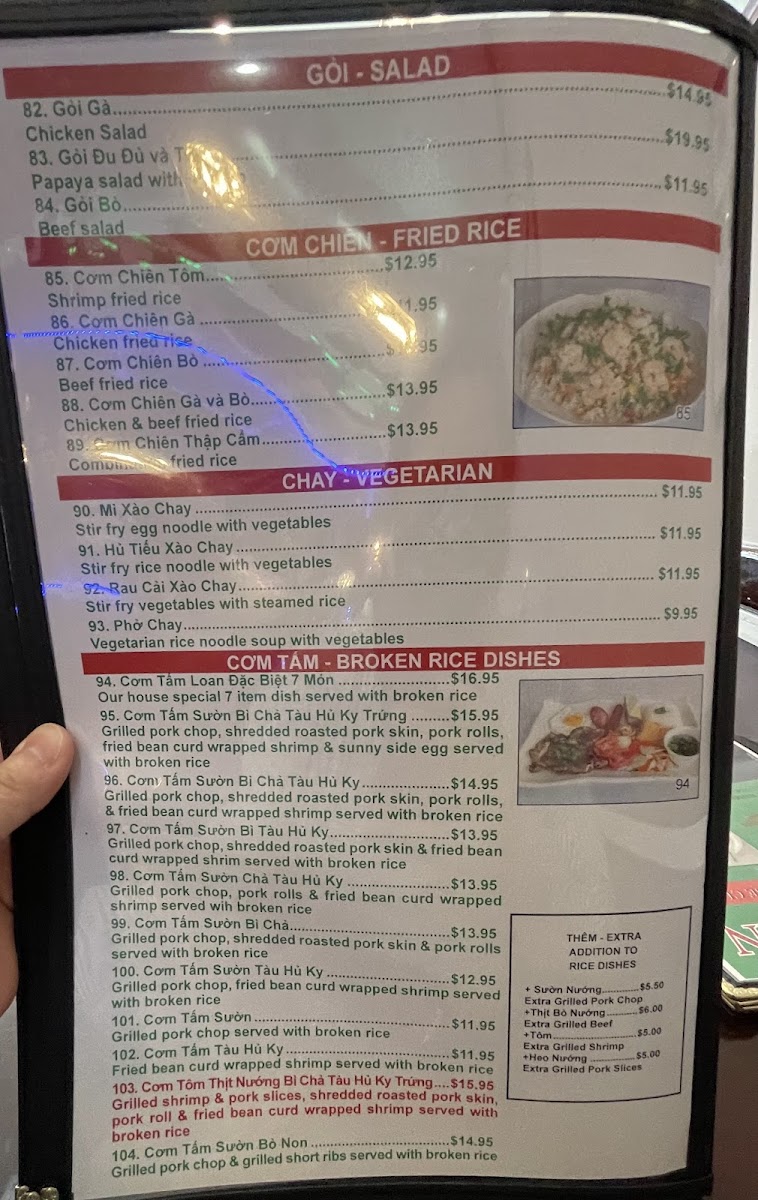 GỎI - SALAD
82. Gỏi Gà......$14.95
Chicken Salad
83. Gỏi Đu Đủ và ......$19.95
Papaya salad with
84. Gỏi Bò......$11.95
Beef salad
CƠM CHIÊN - FRIED RICE
85. Cơm Chiên Tôm......$12.95
Shrimp fried rice
86. Cơm Chiên Gà ......
Chicken fried rice
87. Cơm Chiên Bò ......
Beef fried rice
88. Cơm Chiên Gà và Bò......$13.95
Chicken & beef fried rice
89. Cơm Chiên Thập Cẩm......$13.95
fried rice
85
CHAY - VEGETARIAN
90. Mì Xào Chay ......$11.95
Stir fry egg noodle with vegetables
91. Hủ Tiếu Xào Chay......$11.95
Stir fry rice noodle with vegetables
92. Rau Cải Xào Chay......$11.95
Stir fry vegetables with steamed rice
93. Phở Chay......$9.95
Vegetarian rice noodle soup with vegetables
CƠM TẤM - BROKEN RICE DISHES
94. Cơm Tấm Loan Đặc Biệt 7 Món ......$16.95
Our house special 7 item dish served with broken rice
95. Cơm Tấm Sườn Bì Chả Tàu Hủ Ky Trứng ......$15.95
Grilled pork chop, shredded roasted pork skin, pork rolls,
fried bean curd wrapped shrimp & sunny side egg served
with broken rice
96. Cơm Tấm Sườn Bì Chả Tàu Hủ Ky......$14.95
Grilled pork chop, shredded roasted pork skin, pork rolls,
& fried bean curd wrapped shrimp served with broken rice
97. Cơm Tấm Sườn Bì Tàu Hủ Ky......$13.95
Grilled pork chop, shredded roasted pork skin & fried bean
curd wrapped shrim served with broken rice
98. Cơm Tấm Sườn Chả Tàu Hủ Ky ......$13.95
Grilled pork chop, pork rolls & fried bean curd wrapped
shrimp served wih broken rice
99. Cơm Tấm Sườn Bì Chả......$13.95
Grilled pork chop, shredded roasted pork skin & pork rolls
served with broken rice
100. Cơm Tấm Sườn Tàu Hủ Ky ......$12.95
Grilled pork chop, fried bean curd wrapped shrimp served
with broken rice
101. Cơm Tấm Sườn ......$11.95
Grilled pork chop served with broken rice
102. Cơm Tấm Tàu Hủ Ky......$11.95
Fried bean curd wrapped shrimp served with broken rice
103. Cơm Tôm Thịt Nướng Bì Chả Tàu Hủ Ky Trứng....$15.95
Grilled shrimp & pork slices, shredded roasted pork skin,
pork roll & fried bean curd wrapped shrimp served with
broken rice
104. Cơm Tấm Sườn Bò Non ......$14.95
Grilled pork chop & grilled short ribs served with broken rice
94
THÊM - EXTRA
ADDITION TO
RICE DISHES
+ Sườn Nướng......$5.50
Extra Grilled Pork Chop
+Thịt Bò Nướng......$6.00
Extra Grilled Beef
+Tôm......$5.00
Extra Grilled Shrimp
+Heo Nướng ......$5.00
Extra Grilled Pork Slices